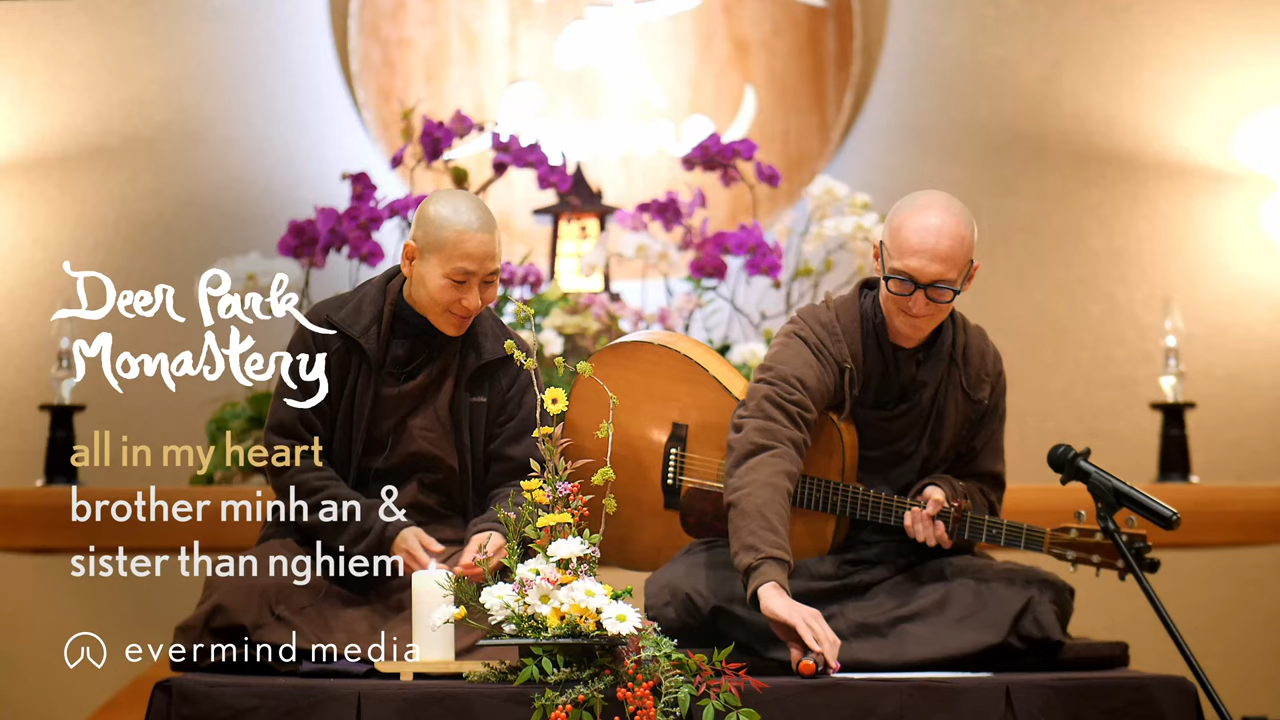 Deer Park
Monastery
all in my heart
brother minh an &
sister than nghiem
evermind media